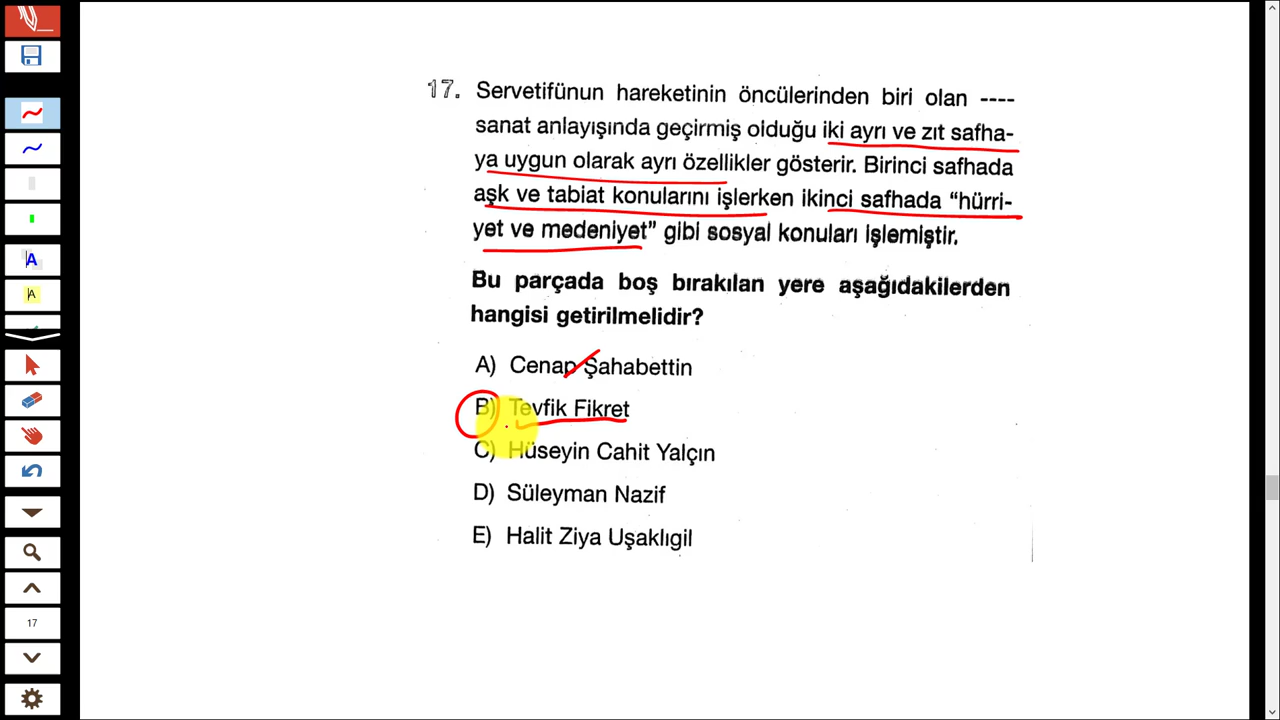 17. Servetifünun hareketinin öncülerinden biri olan ----
sanat anlayışında geçirmiş olduğu iki ayrı ve zıt safha-
ya uygun olarak ayrı özellikler gösterir. Birinci safhada
aşk ve tabiat konularını işlerken ikinci safhada “hürri-
yet ve medeniyet” gibi sosyal konuları işlemiştir.
Bu parçada boş bırakılan yere aşağıdakilerden
hangisi getirilmelidir?
A) Cenap Şahabettin
B) Tevfik Fikret
C) Hüseyin Cahit Yalçın
D) Süleyman Nazif
E) Halit Ziya Uşaklıgil
A
A
17